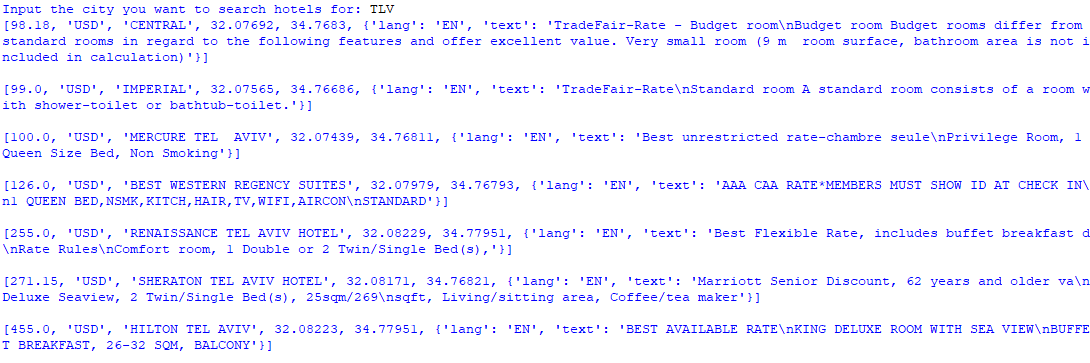 Input the city you want to search hotels for: TLV
[98.18, 'USD', 'CENTRAL', 32.07692, 34.7683, {'lang': 'EN', 'text': 'TradeFair-Rate - Budget room\nBudget room Budget rooms differ from
standard rooms in regard to the following features and offer excellent value. Very small room (9 m  room surface, bathroom area is not i
ncluded in calculation)'}]
[99.0, 'USD', 'IMPERIAL', 32.07565, 34.76686, {'lang': 'EN', 'text': 'TradeFair-Rate\nStandard room A standard room consists of a room w
ith shower-toilet or bathtub-toilet.'}]
[100.0, 'USD', 'MERCURE TEL  AVIV', 32.07439, 34.76811, {'lang': 'EN', 'text': 'Best unrestricted rate-chambre seule\nPrivilege Room, 1
Queen Size Bed, Non Smoking'}]
[126.0, 'USD', 'BEST WESTERN REGENCY SUITES', 32.07979, 34.76793, {'lang': 'EN', 'text': 'AAA CAA RATE*MEMBERS MUST SHOW ID AT CHECK IN\
n1 QUEEN BED,NSMK,KITCH,HAIR,TV,WIFI,AIRCON\nSTANDARD'}]
[255.0, 'USD', 'RENAISSANCE TEL AVIV HOTEL', 32.08229, 34.77951, {'lang': 'EN', 'text': 'Best Flexible Rate, includes buffet breakfast d
\nRate Rules\nComfort room, 1 Double or 2 Twin/Single Bed(s),'}]
[271.15, 'USD', 'SHERATON TEL AVIV HOTEL', 32.08171, 34.76821, {'lang': 'EN', 'text': 'Marriott Senior Discount, 62 years and older va\n
Deluxe Seaview, 2 Twin/Single Bed(s), 25sqm/269\nsqft, Living/sitting area, Coffee/tea maker'}]
[455.0, 'USD', 'HILTON TEL AVIV', 32.08223, 34.77951, {'lang': 'EN', 'text': 'BEST AVAILABLE RATE\nKING DELUXE ROOM WITH SEA VIEW\nBUFFE
T BREAKFAST, 26-32 SQM, BALCONY'}]